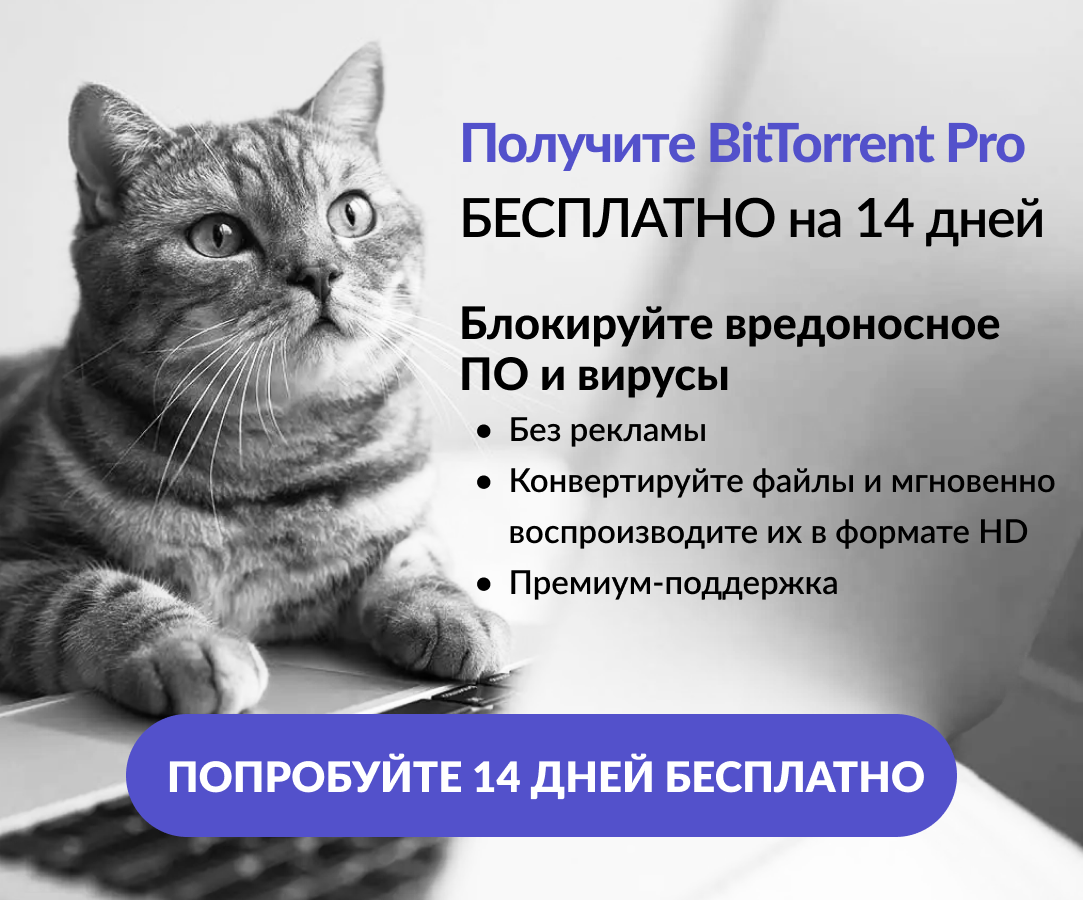 Получите BitTorrent Pro
БЕСПЛАТНО на 14 дней
Блокируйте вредоносное
ПО и вирусы
• Без рекламы
• Конвертируйте файлы и мгновенно
воспроизводите их в формате HD
• Премиум-поддержка
ПОПРОБУЙТЕ 14 ДНЕЙ БЕСПЛАТНО